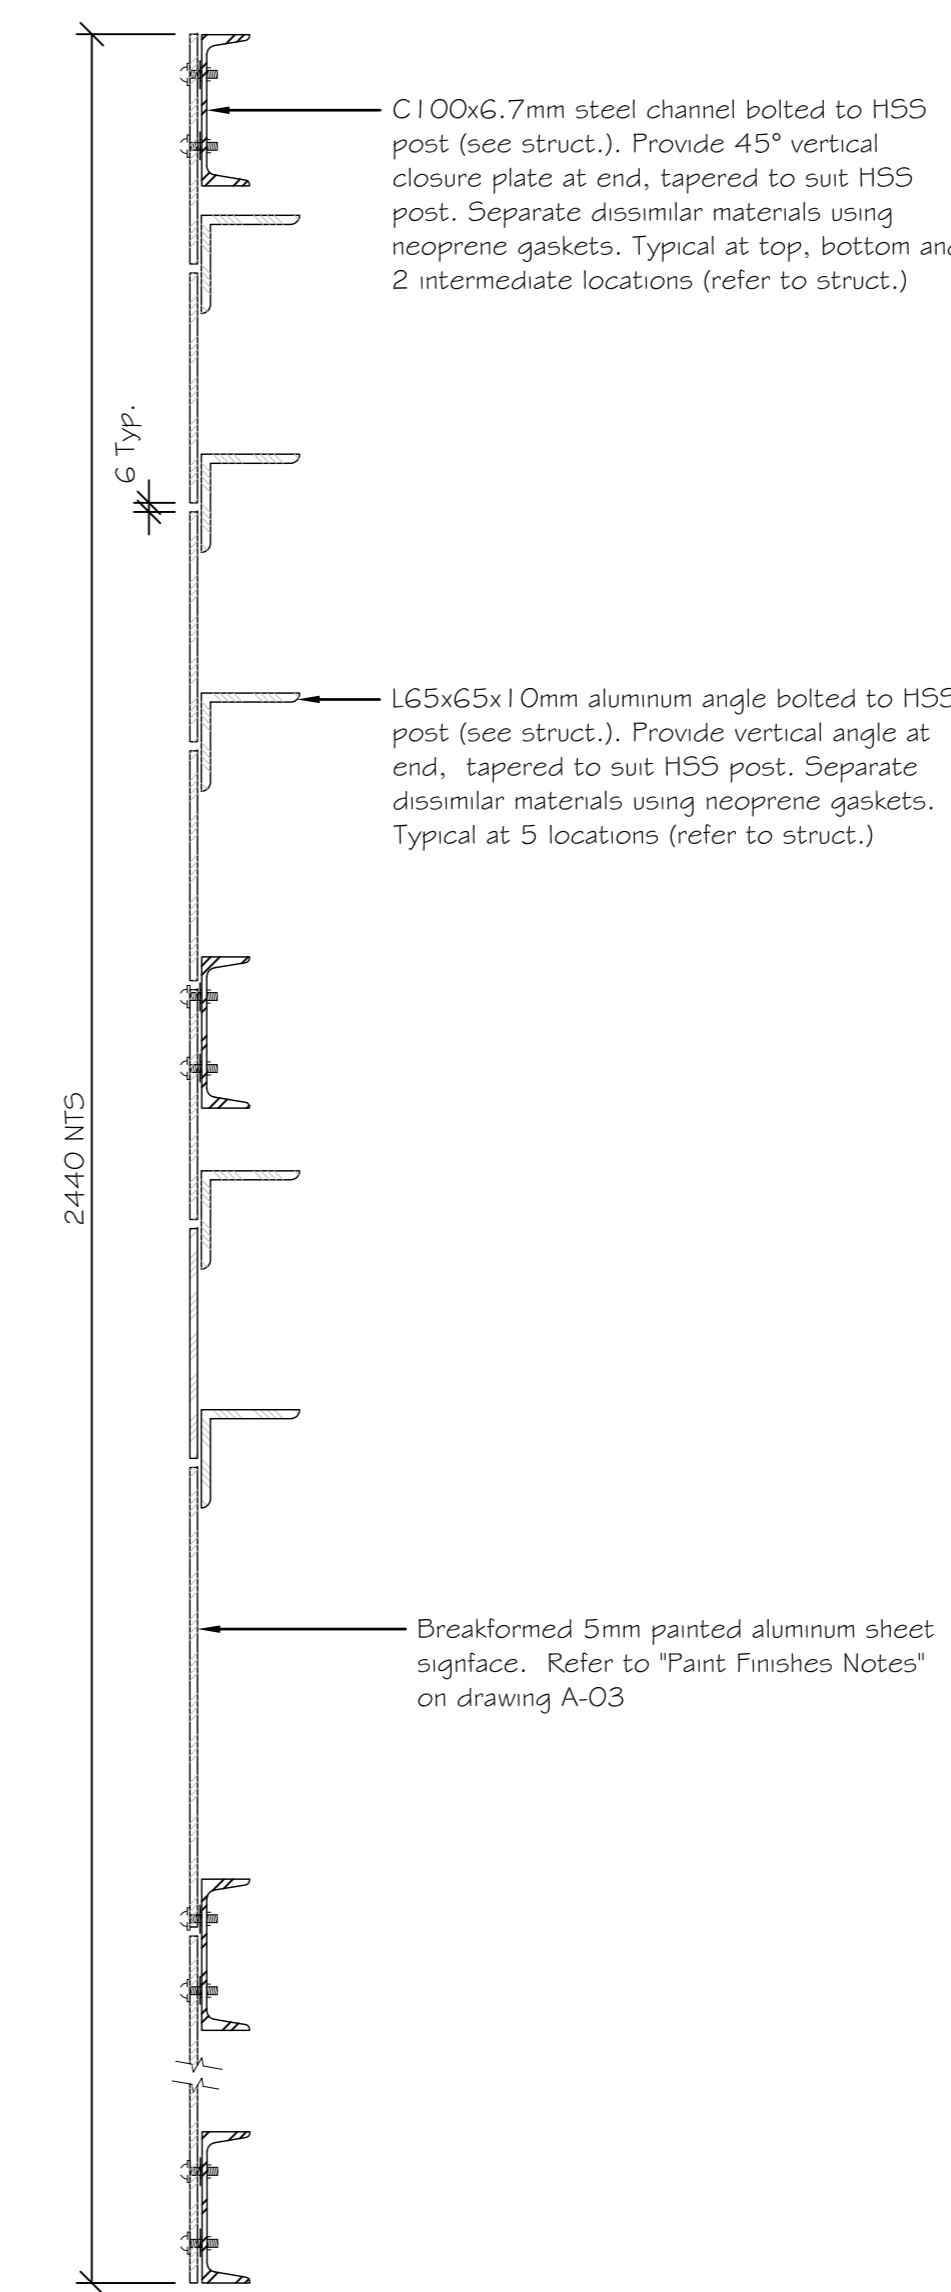 C100x6.7mm steel channel bolted to HSS
post (see struct.). Provide 45° vertical
closure plate at end, tapered to suit HSS
post. Separate dissimilar materials using
neoprene gaskets. Typical at top, bottom and
2 intermediate locations (refer to struct.)
6 Typ.
L65x65x10mm aluminum angle bolted to HSS
post (see struct.). Provide vertical angle at
end, tapered to suit HSS post. Separate
dissimilar materials using neoprene gaskets.
Typical at 5 locations (refer to struct.)
2440 NTS
Breakformed 5mm painted aluminum sheet
signface. Refer to "Paint Finishes Notes"
on drawing A-03